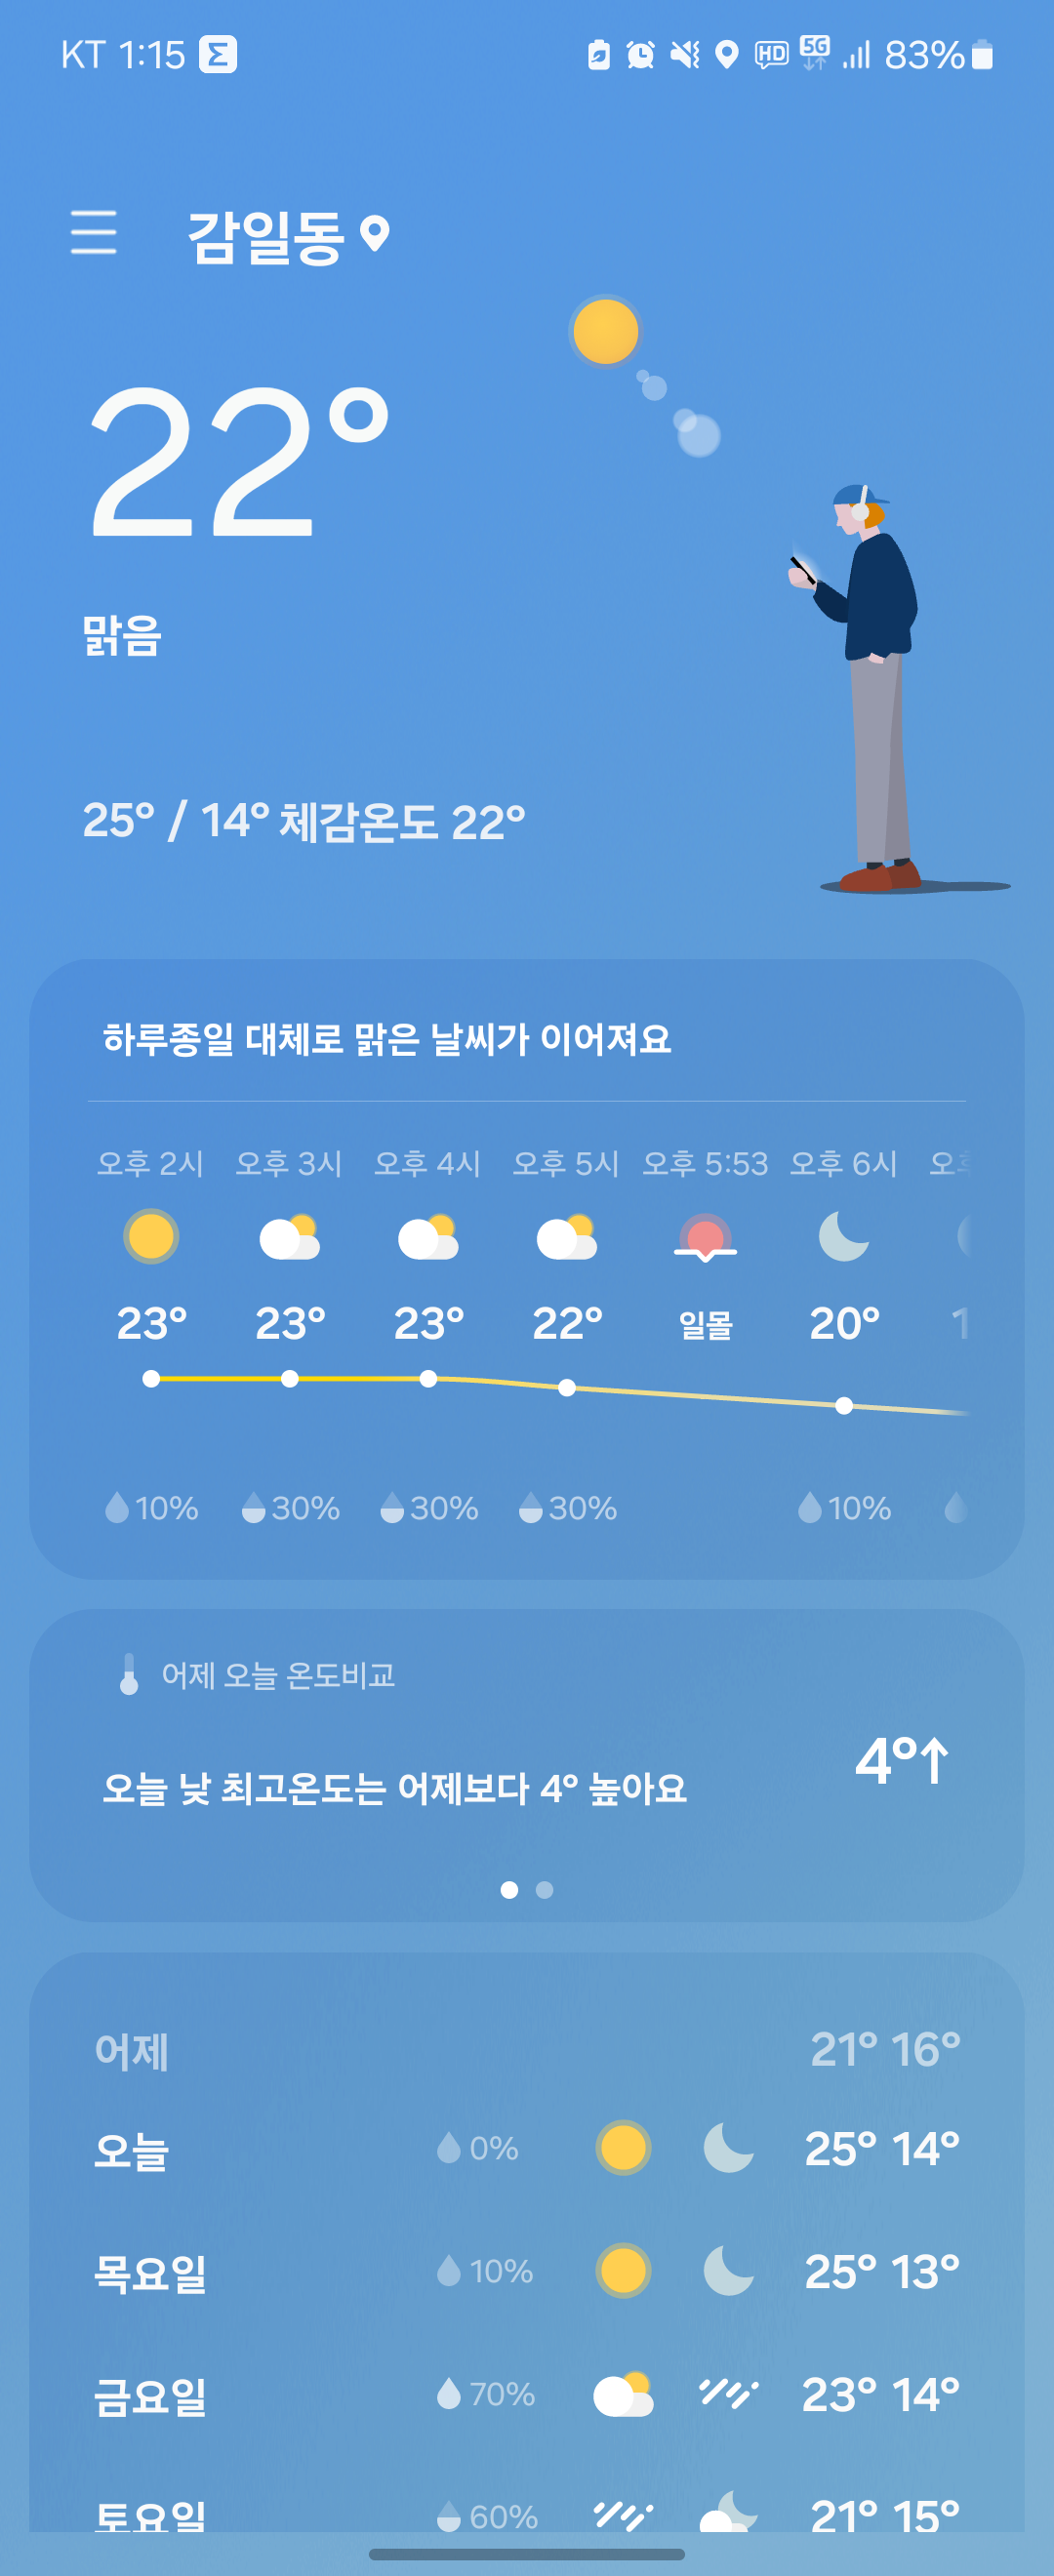 KT 1:15
HD 5G 83%
감일동
22°
맑음
25° / 14° 체감온도 22°
하루종일 대체로 맑은 날씨가 이어져요
오후 2시 오후 3시 오후 4시 오후 5시 오후 5:53 오후 6시
23° 23° 23° 22° 일몰 20°
10% 30% 30% 30% 10%
어제 오늘 온도비교
4°↑
오늘 낮 최고온도는 어제보다 4° 높아요
어제 21° 16°
오늘 0% 25° 14°
목요일 10% 25° 13°
금요일 70% 23° 14°
토요일 60% 21° 15°